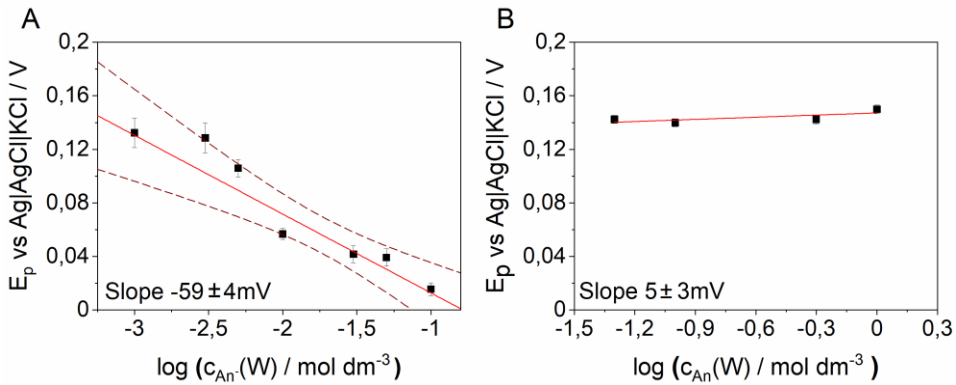 A
E_p vs Ag|AgCl|KCl / V
0,2
0,16
0,12
0,08
0,04
0
Slope -59±4mV
-3 -2,5 -2 -1,5 -1
log (c_An-(W) / mol dm^-3)
B
E_p vs Ag|AgCl|KCl / V
0,2
0,16
0,12
0,08
0,04
0
Slope 5±3mV
-1,5 -1,2 -0,9 -0,6 -0,3 0 0,3
log (c_An(W) / mol dm^-3)